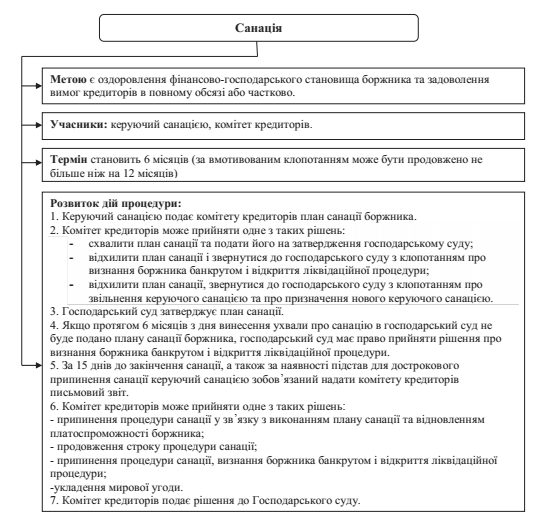 Санація
Метою є оздоровлення фінансово-господарського становища боржника та задоволення
вимог кредиторів в повному обсязі або частково.
Учасники: керуючий санацією, комітет кредиторів.
Термін становить 6 місяців (за вмотивованим клопотанням може бути продовжено не
більше ніж на 12 місяців)
Розвиток дій процедури:
1. Керуючий санацією подає комітету кредиторів план санації боржника.
2. Комітет кредиторів може прийняти одне з таких рішень:
- схвалити план санації та подати його на затвердження господарському суду;
- відхилити план санації і звернутися до господарського суду з клопотанням про
визнання боржника банкрутом і відкриття ліквідаційної процедури;
- відхилити план санації, звернутися до господарського суду з клопотанням про
звільнення керуючого санацією та про призначення нового керуючого санацією.
3. Господарський суд затверджує план санації.
4. Якщо протягом 6 місяців з дня винесення ухвали про санацію в господарський суд не
буде подано плану санації боржника, господарський суд має право прийняти рішення про
визнання боржника банкрутом і відкриття ліквідаційної процедури.
5. За 15 днів до закінчення санації, а також за наявності підстав для дострокового
припинення санації керуючий санацією зобов'язаний надати комітету кредиторів
письмовий звіт.
6. Комітет кредиторів може прийняти одне з таких рішень:
- припинення процедури санації у зв'язку з виконанням плану санації та відновленням
платоспроможності боржника;
- продовження строку процедури санації;
- припинення процедури санації, визнання боржника банкрутом і відкриття ліквідаційної
процедури;
-укладення мирової угоди.
7. Комітет кредиторів подає рішення до Господарського суду.